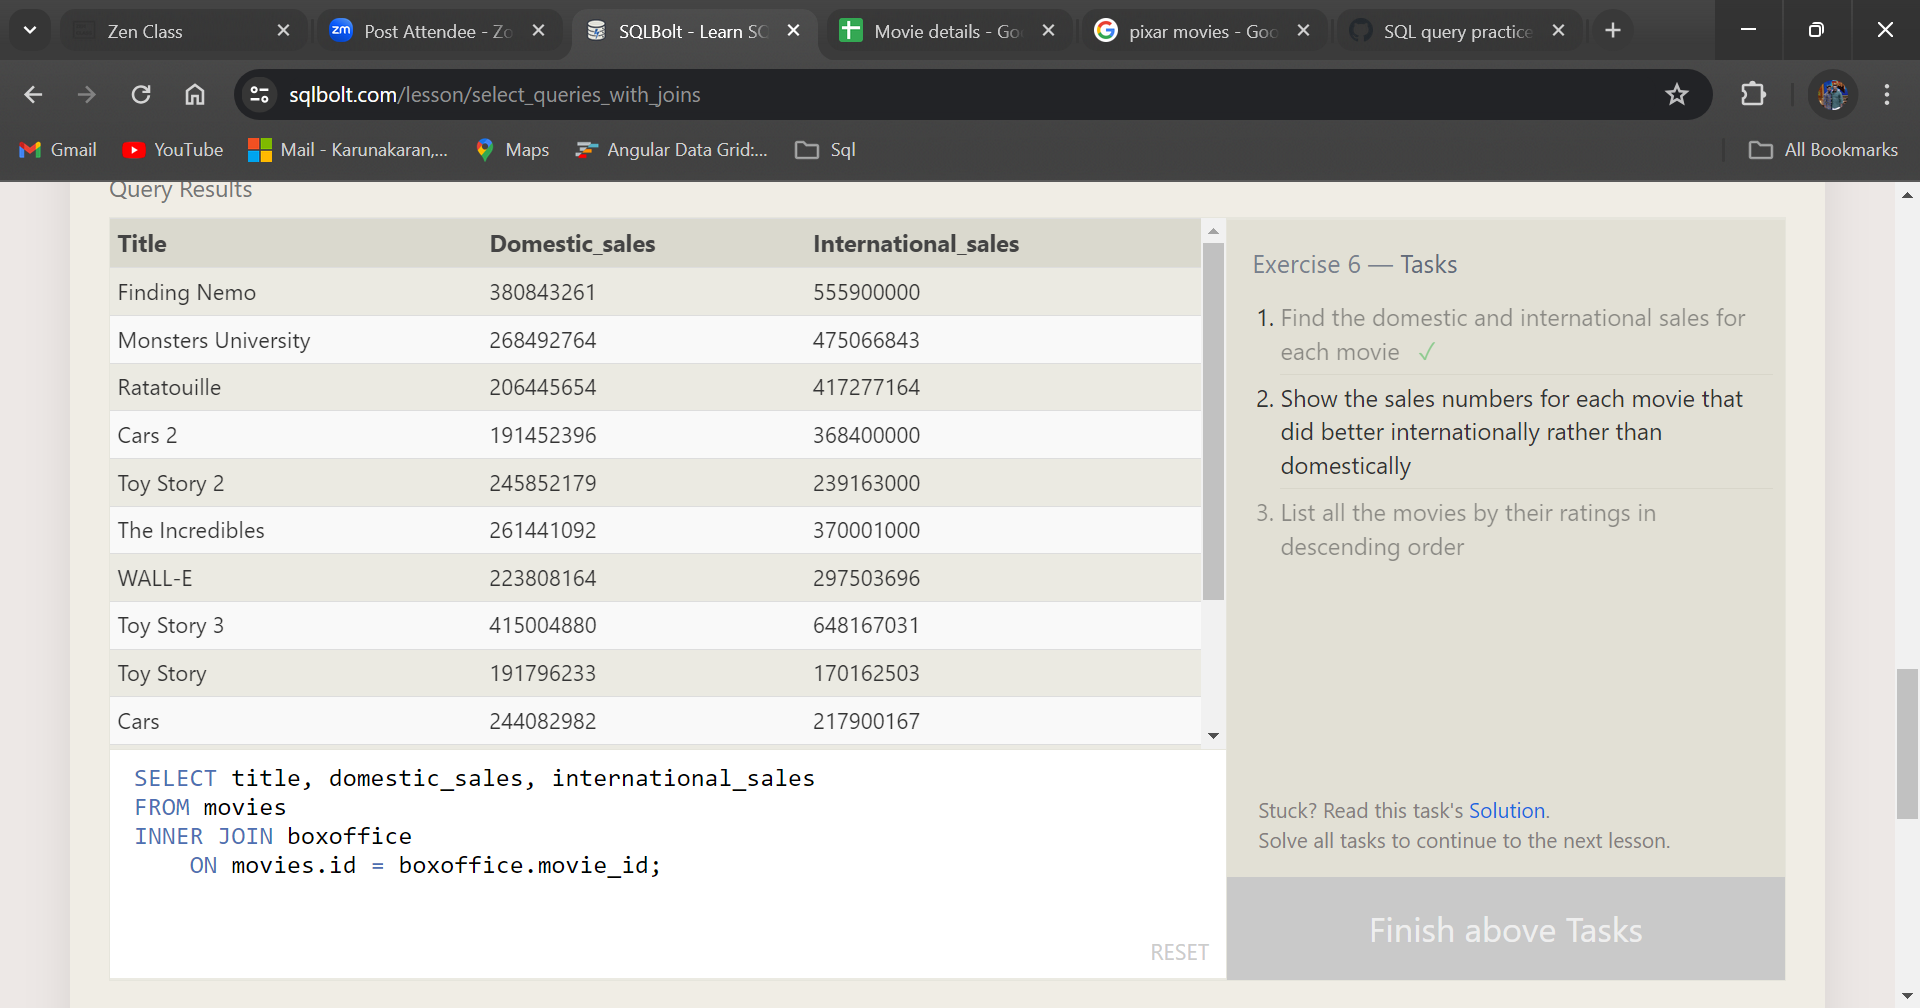 Zen Class
zm Post Attendee - Zo
SQLBolt - Learn SQ
Movie details - Go
pixar movies - Goo
SQL query practice
sqlbolt.com/lesson/select_queries_with_joins
Gmail
YouTube
Mail - Karunakaran,...
Maps
Angular Data Grid:...
Sql
All Bookmarks
Query Results
Title Domestic_sales International_sales
Finding Nemo 380843261 555900000
Monsters University 268492764 475066843
Ratatouille 206445654 417277164
Cars 2 191452396 368400000
Toy Story 2 245852179 239163000
The Incredibles 261441092 370001000
WALL-E 223808164 297503696
Toy Story 3 415004880 648167031
Toy Story 191796233 170162503
Cars 244082982 217900167
SELECT title, domestic_sales, international_sales
FROM movies
INNER JOIN boxoffice
ON movies.id = boxoffice.movie_id;
RESET
Exercise 6 — Tasks
1. Find the domestic and international sales for
each movie ✓
2. Show the sales numbers for each movie that
did better internationally rather than
domestically
3. List all the movies by their ratings in
descending order
Stuck? Read this task's Solution.
Solve all tasks to continue to the next lesson.
Finish above Tasks